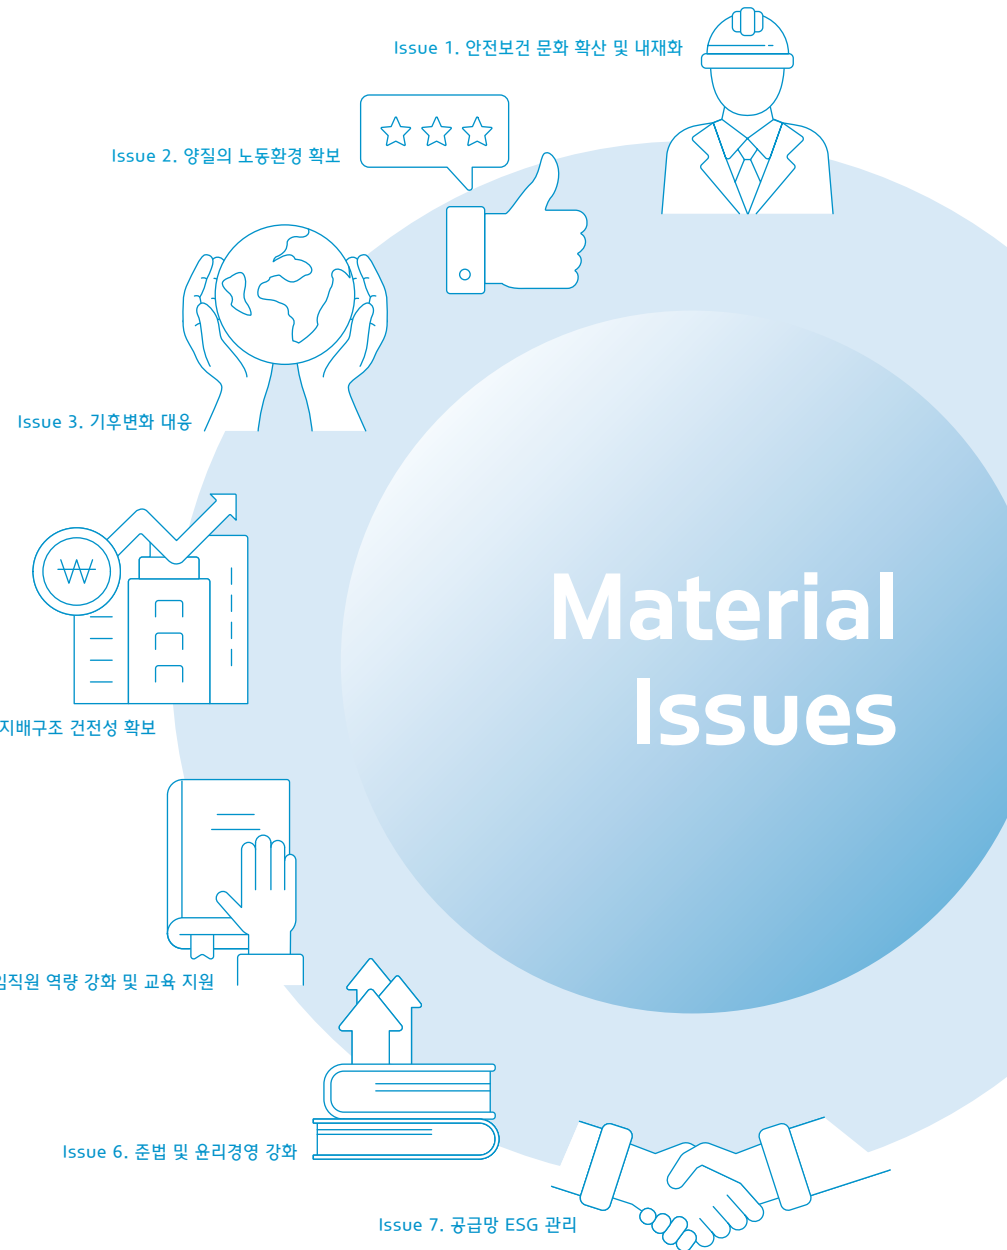 Issue 1. 안전보건 문화 확산 및 내재화
Issue 2. 양질의 노동환경 확보
Issue 3. 기후변화 대응
Material
Issues
지배구조 건전성 확보
역량 강화 및 교육 지원
Issue 6. 준법 및 윤리경영 강화
Issue 7. 공급망 ESG 관리